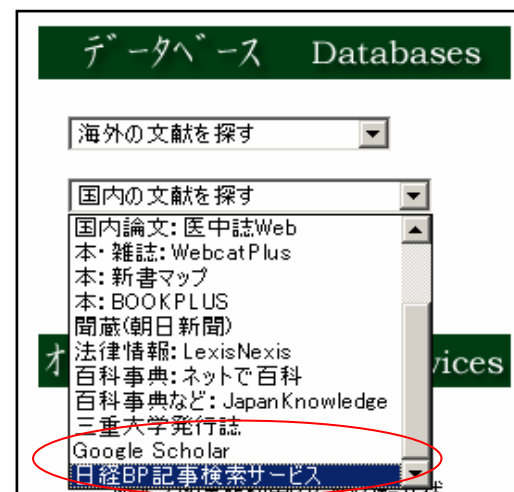 データベース Databases
海外の文献を探す
国内の文献を探す
国内論文: 医中誌Web
本・雑誌: WebcatPlus
本: 新書マップ
本: BOOKPLUS
聞蔵(朝日新聞)
法律情報: LexisNexis
オ vices
百科事典: ネットで百科
百科事典など: JapanKnowledge
三重大学発行誌
Google Scholar
日経BP記事検索サービス